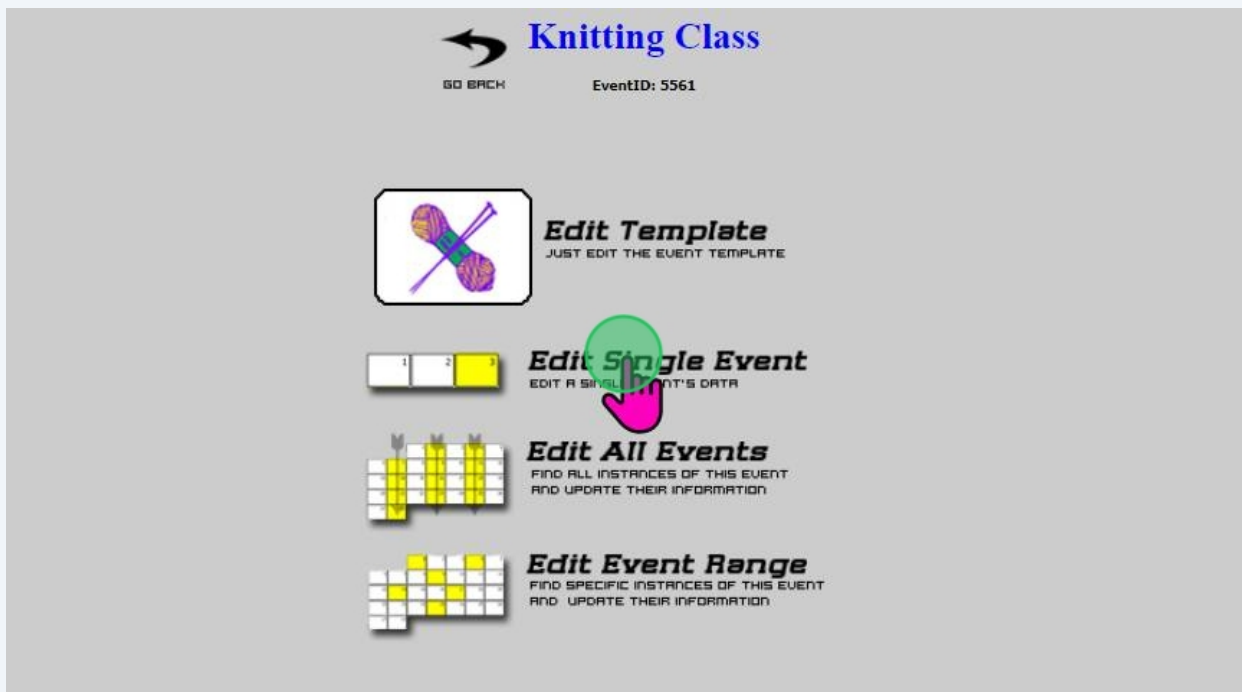 Knitting Class
GO BACK
EventID: 5561
Edit Template
JUST EDIT THE EVENT TEMPLATE
1 2 3
Edit Single Event
EDIT A SINGLE EVENT'S DATA
Edit All Events
FIND ALL INSTANCES OF THIS EVENT
AND UPDATE THEIR INFORMATION
Edit Event Range
FIND SPECIFIC INSTANCES OF THIS EVENT
AND UPDATE THEIR INFORMATION